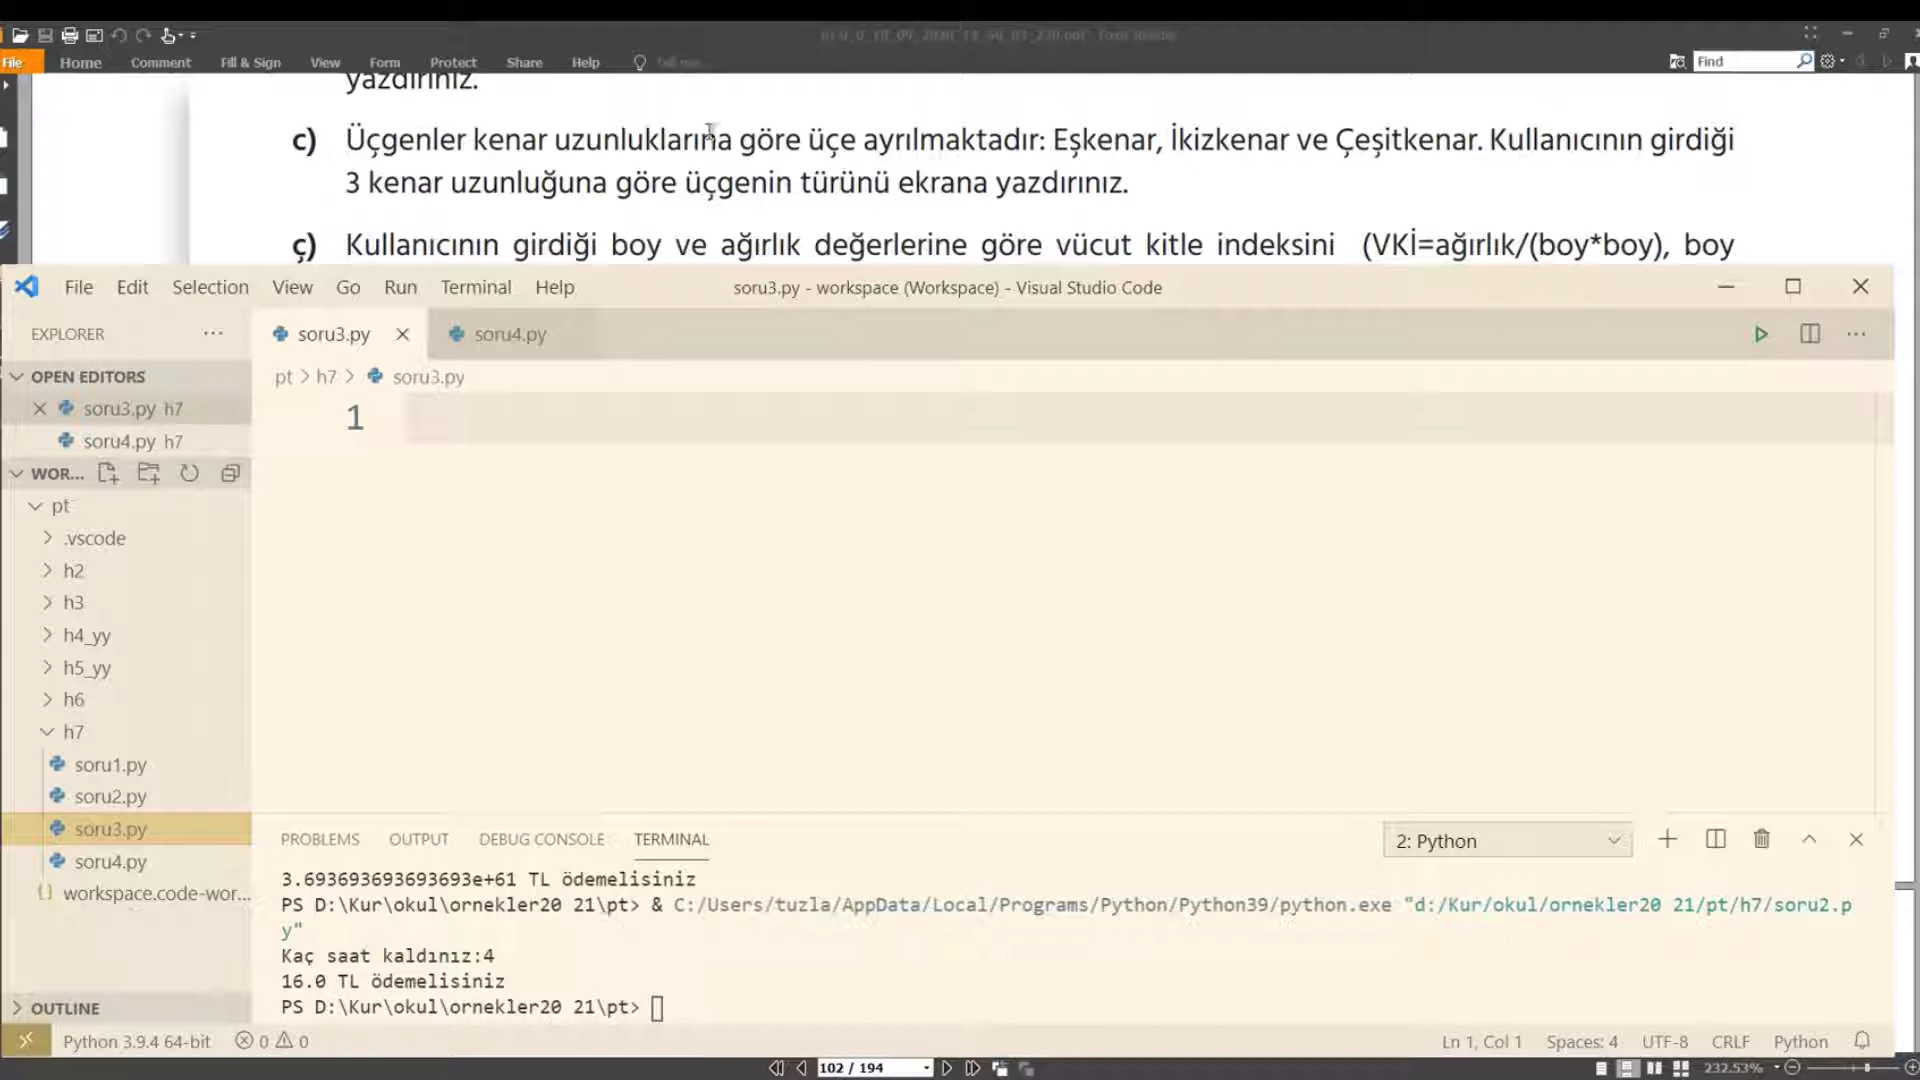 File Home Comment Fill & Sign View Form Protect Share Help Find
yazdırınız.
c) Üçgenler kenar uzunluklarına göre üçe ayrılmaktadır: Eşkenar, İkizkenar ve Çeşitkenar. Kullanıcının girdiği
3 kenar uzunluğuna göre üçgenin türünü ekrana yazdırınız.
ç) Kullanıcının girdiği boy ve ağırlık değerlerine göre vücut kitle indeksini (VKİ=ağırlık/(boy*boy), boy
File Edit Selection View Go Run Terminal Help soru3.py - workspace (Workspace) - Visual Studio Code
EXPLORER ··· soru3.py soru4.py ···
OPEN EDITORS pt > h7 > soru3.py
soru3.py h7 1
soru4.py h7
WOR...
pt
.vscode
h2
h3
h4_yy
h5_yy
h6
h7
soru1.py
soru2.py
soru3.py
soru4.py
{} workspace.code-wor...
OUTLINE
PROBLEMS OUTPUT DEBUG CONSOLE TERMINAL 2: Python
3.693693693693693e+61 TL ödemelisiniz
PS D:\Kur\okul\ornekler20 21\pt> & C:/Users/tuzla/AppData/Local/Programs/Python/Python39/python.exe "d:/Kur/okul/ornekler20 21/pt/h7/soru2.p
y"
Kaç saat kaldınız:4
16.0 TL ödemelisiniz
PS D:\Kur\okul\ornekler20 21\pt>
Python 3.9.4 64-bit 0 0 Ln 1, Col 1 Spaces: 4 UTF-8 CRLF Python
102 / 194 232.53%